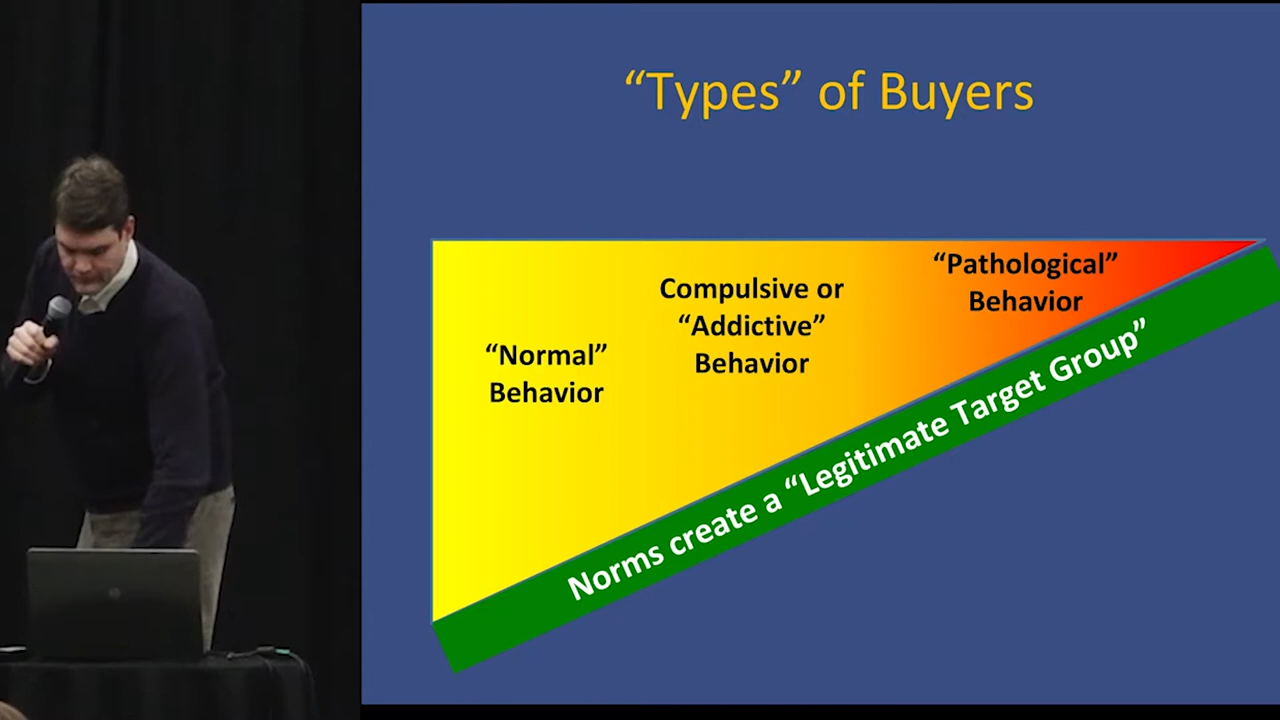 “Types” of Buyers
“Normal”
Behavior
Compulsive or
“Addictive”
Behavior
“Pathological”
Behavior
Norms create a “Legitimate Target Group”